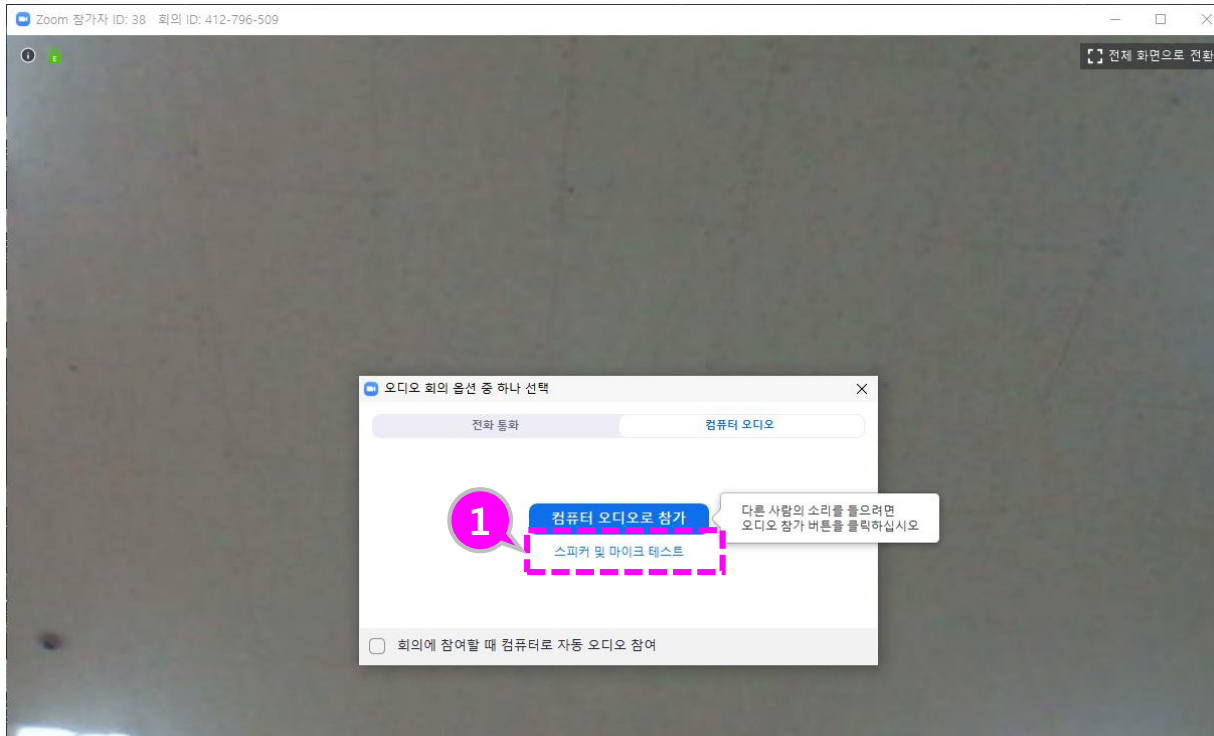 Zoom 참가자 ID: 38 회의 ID: 412-796-509
전체 화면으로 전환
오디오 회의 옵션 중 하나 선택
전화 통화
컴퓨터 오디오
1
컴퓨터 오디오로 참가
다른 사람의 소리를 들으려면
오디오 참가 버튼을 클릭하십시오
스피커 및 마이크 테스트
회의에 참여할 때 컴퓨터로 자동 오디오 참여